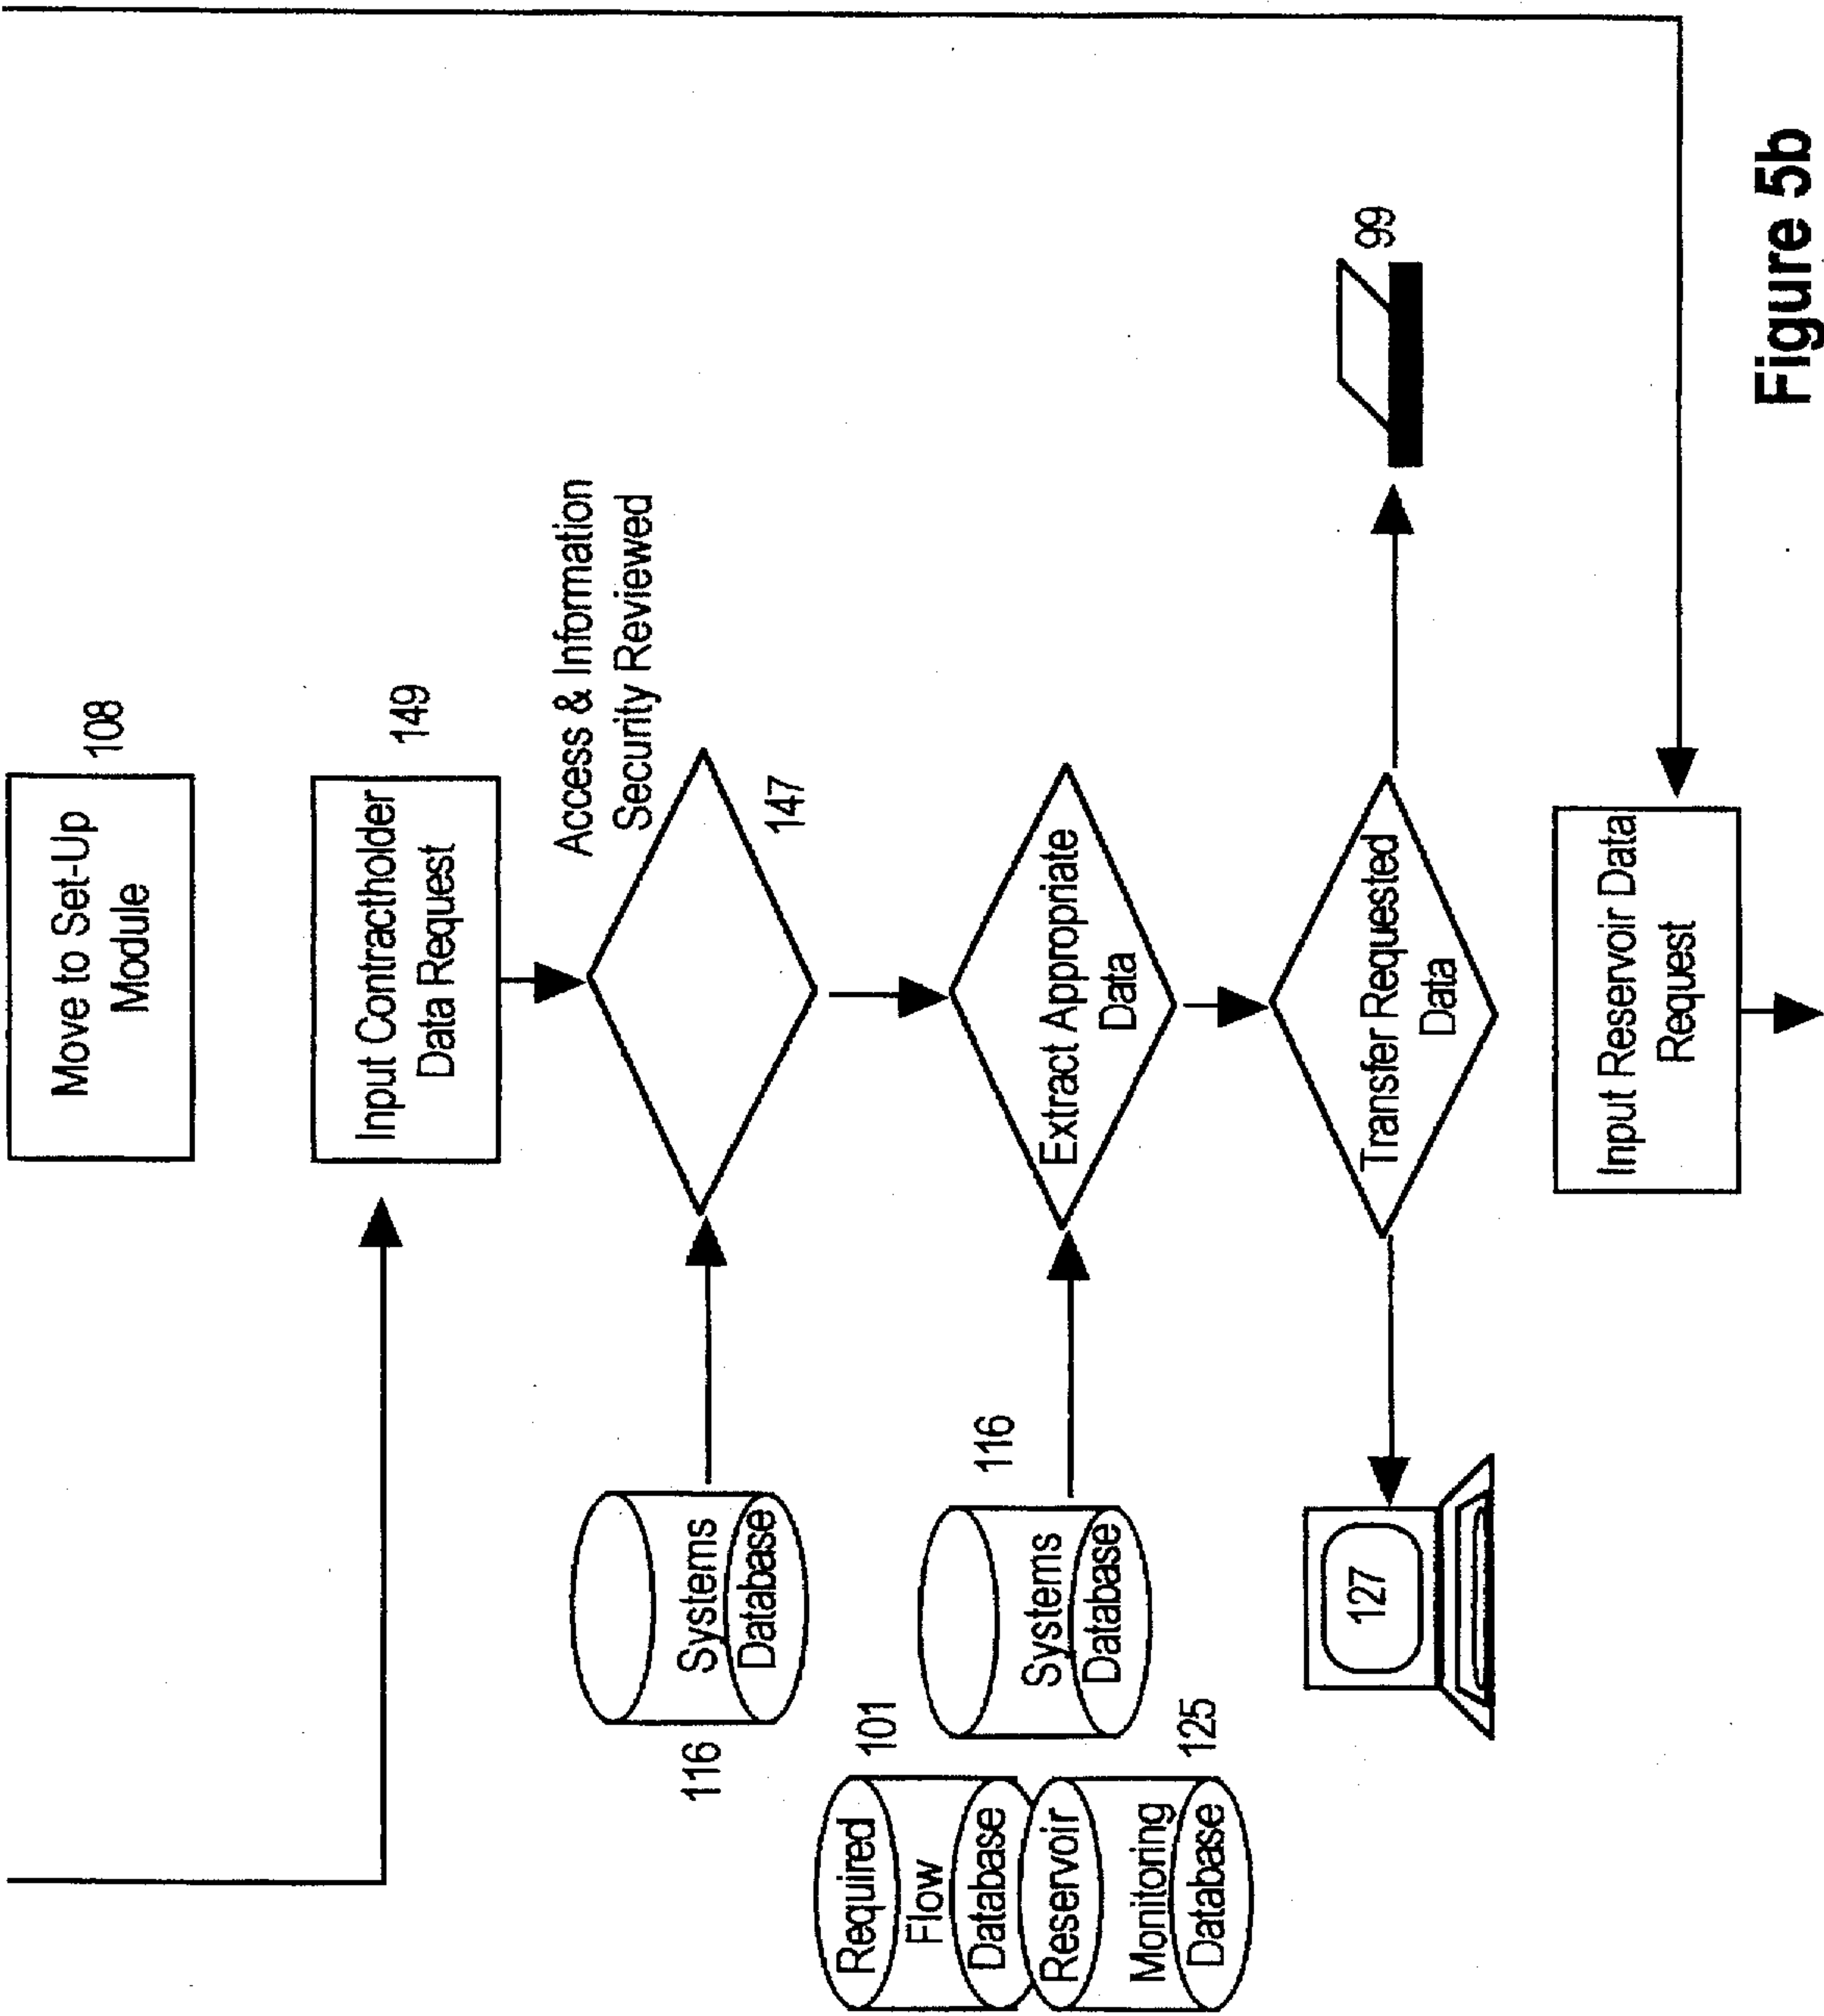 Move to Set-Up
Module
108
Input Contractholder
Data Request
149
Access & Information
Security Reviewed
147
Systems
Database
116
Required
Flow
Database
101
Reservoir
Monitoring
Database
125
Systems
Database
116
Extract Appropriate
Data
Transfer Requested
Data
127
99
Input Reservoir Data
Request
Figure 5b